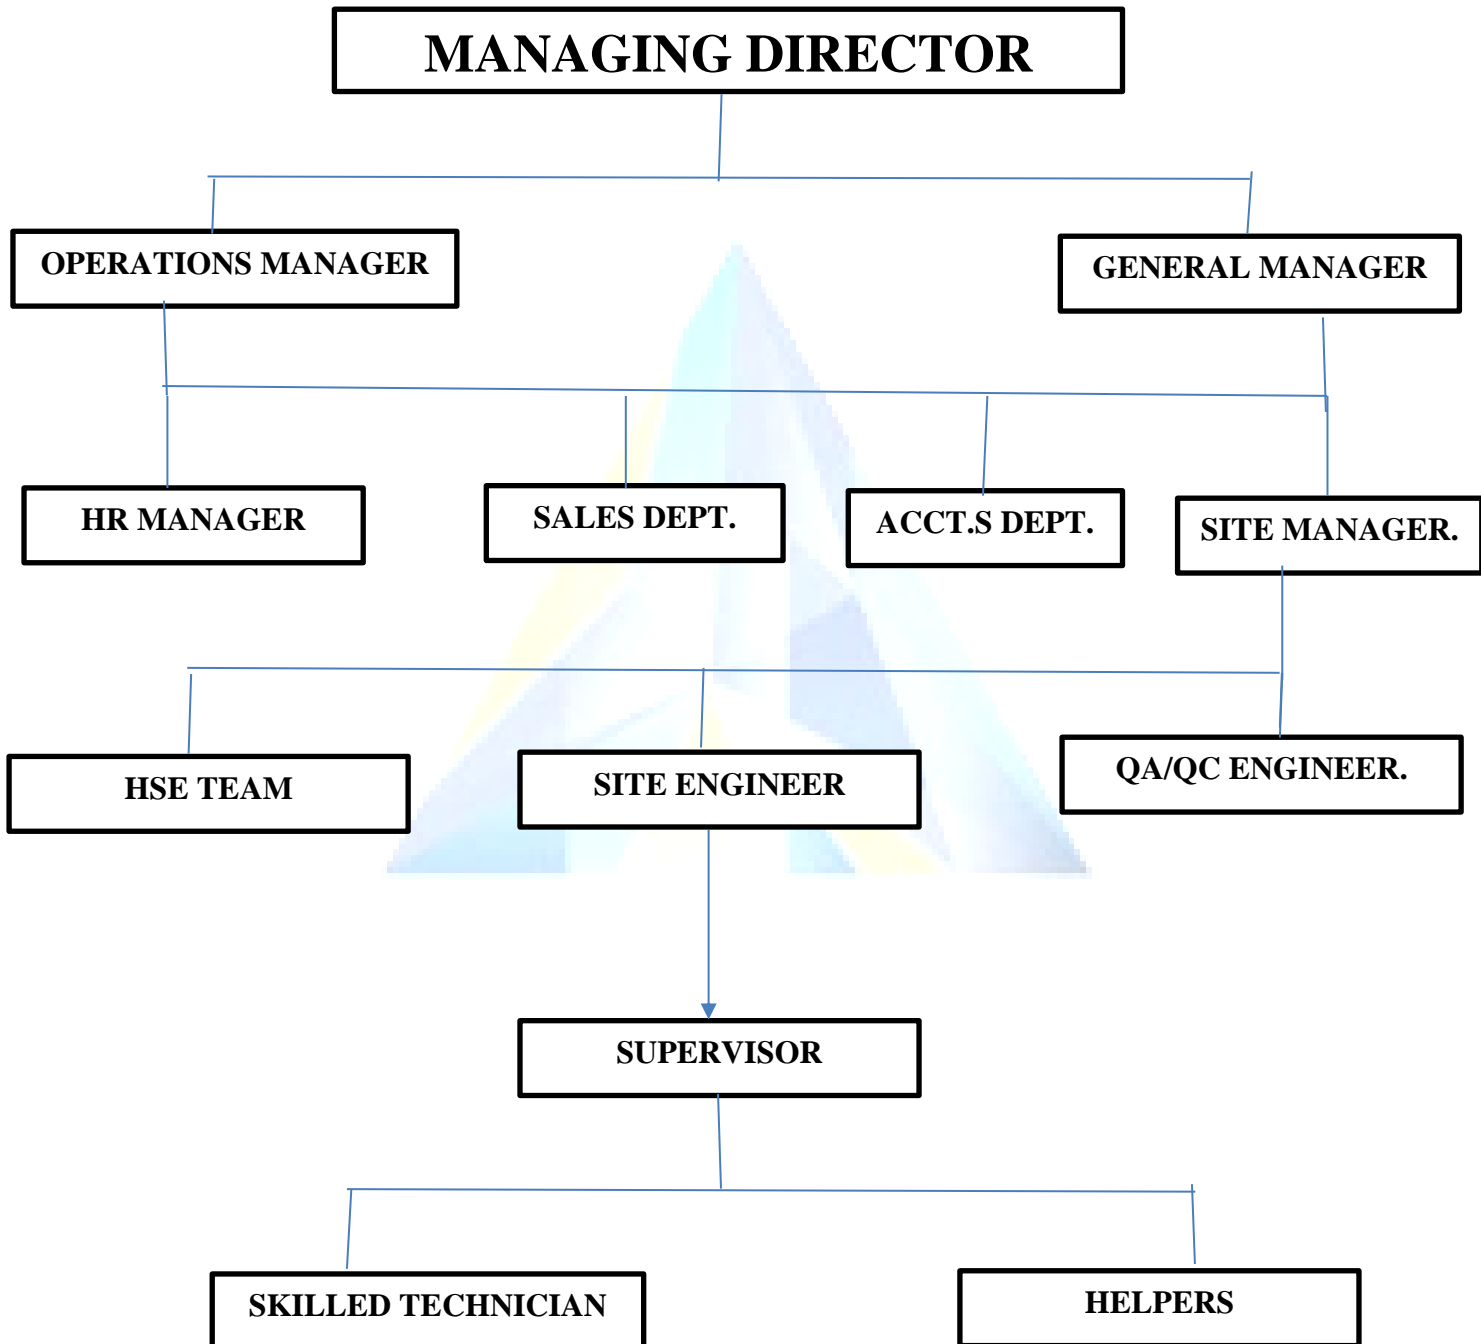 MANAGING DIRECTOR
OPERATIONS MANAGER
GENERAL MANAGER
HR MANAGER
SALES DEPT.
ACCT.S DEPT.
SITE MANAGER.
HSE TEAM
SITE ENGINEER
QA/QC ENGINEER.
SUPERVISOR
SKILLED TECHNICIAN
HELPERS